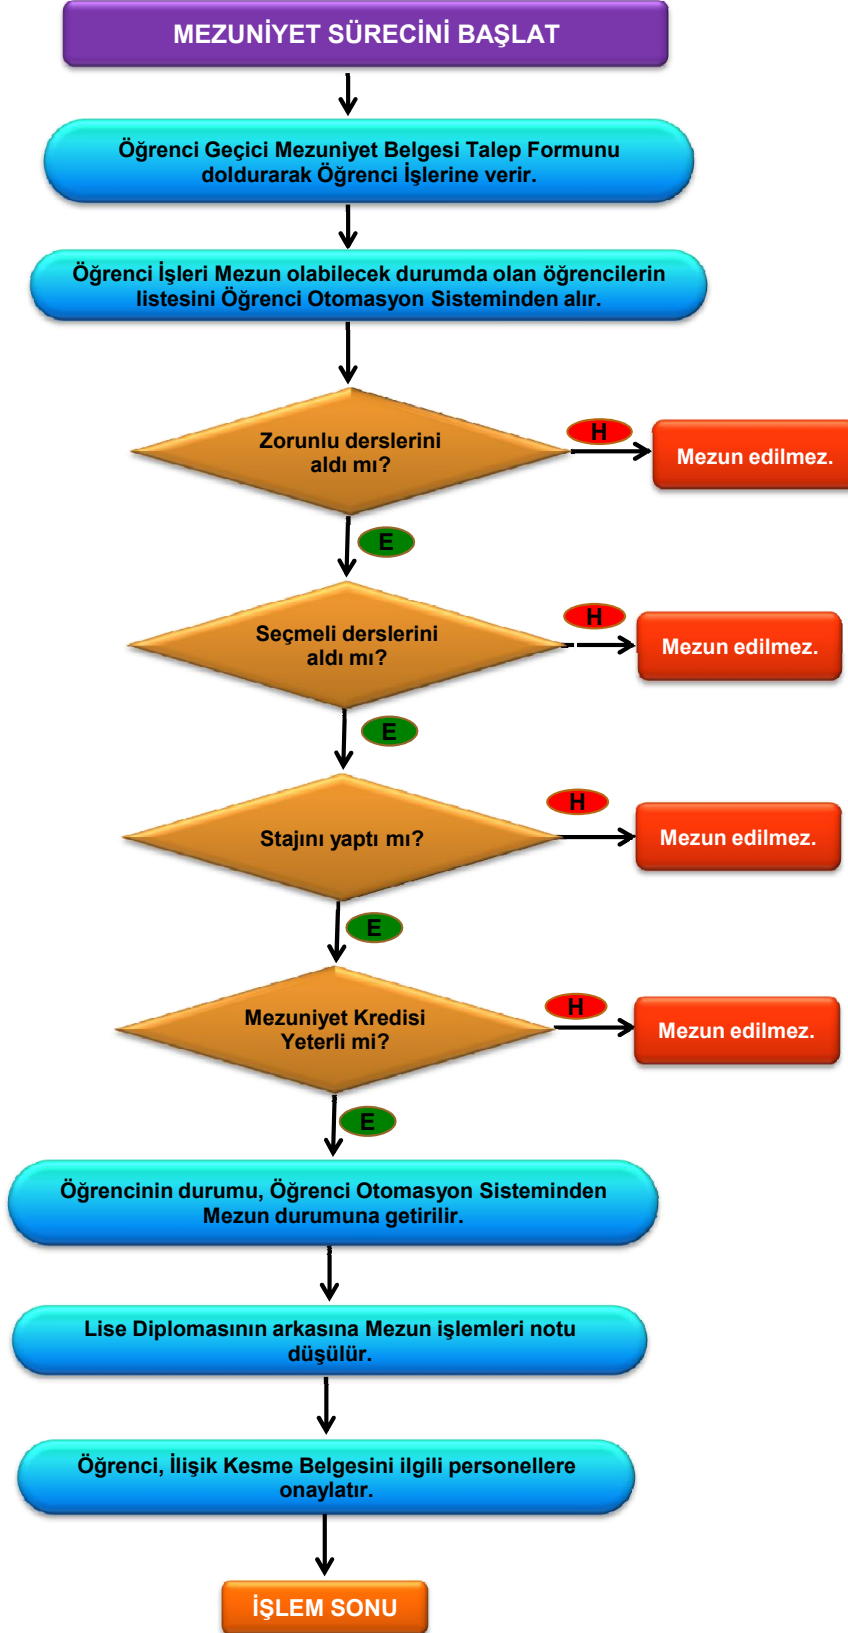 MEZUNİYET SÜRECİNİ BAŞLAT
Öğrenci Geçici Mezuniyet Belgesi Talep Formunu
doldurarak Öğrenci İşlerine verir.
Öğrenci İşleri Mezun olabilecek durumda olan öğrencilerin
listesini Öğrenci Otomasyon Sisteminden alır.
Zorunlu derslerini
aldı mı?
H
Mezun edilmez.
E
Seçmeli derslerini
aldı mı?
H
Mezun edilmez.
E
Stajını yaptı mı?
H
Mezun edilmez.
E
Mezuniyet Kredisi
Yeterli mi?
H
Mezun edilmez.
E
Öğrencinin durumu, Öğrenci Otomasyon Sisteminden
Mezun durumuna getirilir.
Lise Diplomasının arkasına Mezun işlemleri notu
düşülür.
Öğrenci, İlişik Kesme Belgesini ilgili personellere
onaylatır.
İŞLEM SONU